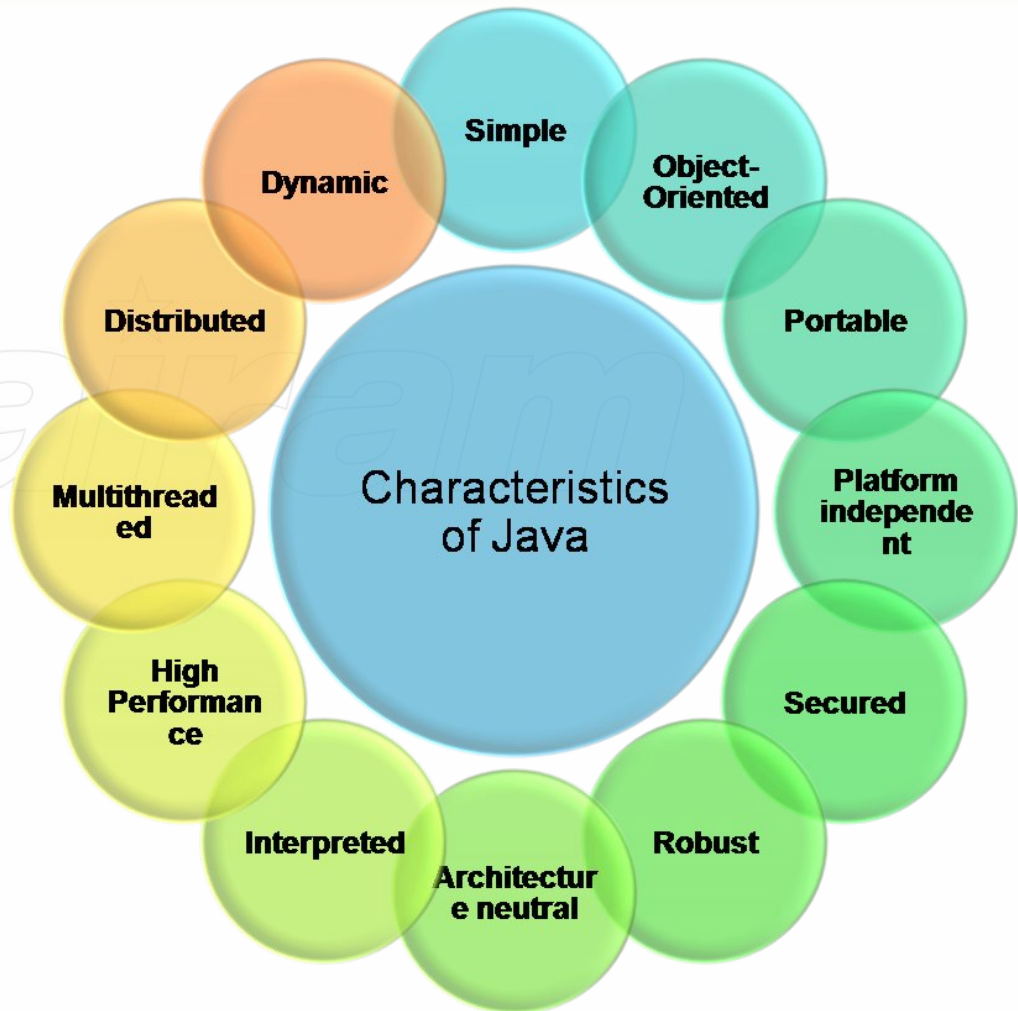 Simple
Object-
Oriented
Portable
Platform
independe
nt
Secured
Robust
Architectur
e neutral
Interpreted
High
Performan
ce
Multithread
ed
Distributed
Dynamic
Characteristics
of Java